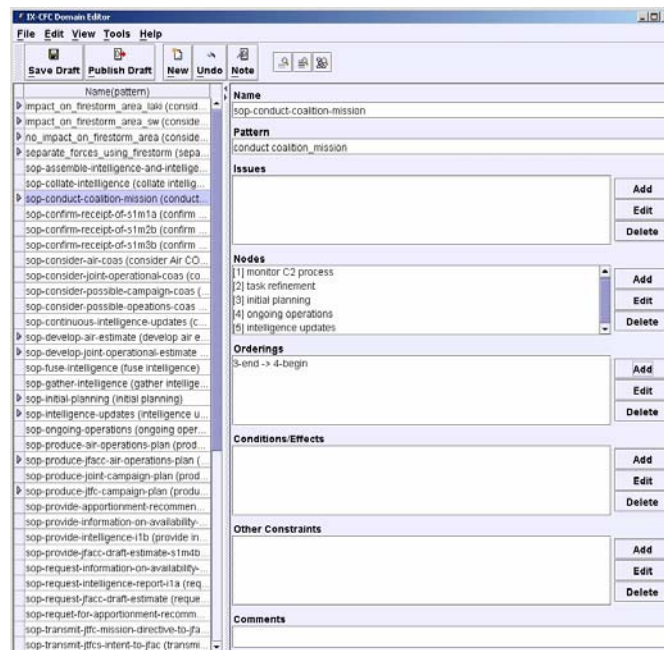 IX-CFC Domain Editor
File Edit View Tools Help
Save Draft Publish Draft New Undo Note
Name(pattern)
impact_on_firestorm_area_laki (consid...
impact_on_firestorm_area_sw (conside...
no_impact_on_firestorm_area (conside...
separate_forces_using_firestorm (sepa...
sop-assemble-intelligence-and-intellige...
sop-collate-intelligence (collate intellig...
sop-conduct-coalition-mission (conduct...
sop-confirm-receipt-of-s1m1a (confirm ...
sop-confirm-receipt-of-s1m2b (confirm ...
sop-confirm-receipt-of-s1m3b (confirm ...
sop-consider-air-coas (consider Air CO...
sop-consider-joint-operational-coas (co...
sop-consider-possible-campaign-coas (...
sop-consider-possible-opeations-coas ...
sop-continuous-intelligence-updates (c...
sop-develop-air-estimate (develop air e...
sop-develop-joint-operational-estimate ...
sop-fuse-intelligence (fuse intelligence)
sop-gather-intelligence (gather intellige...
sop-initial-planning (initial planning)
sop-intelligence-updates (intelligence u...
sop-ongoing-operations (ongoing oper...
sop-produce-air-operations-plan (prod...
sop-produce-jfacc-air-operations-plan (...
sop-produce-joint-campaign-plan (prod...
sop-produce-jtfc-campaign-plan (produ...
sop-provide-apportionment-recommen...
sop-provide-information-on-availability-...
sop-provide-intelligence-i1b (provide in...
sop-provide-jfacc-draft-estimate-s1m4b...
sop-request-information-on-availability-...
sop-request-intelligence-report-i1a (req...
sop-request-jfacc-draft-estimate (reque...
sop-requet-for-apportionment-recomm...
sop-transmit-jtfc-mission-directive-to-jfa...
sop-transmit-jtfcs-intent-to-jfac (transmi...
Name
sop-conduct-coalition-mission
Pattern
conduct coalition_mission
Issues
Add
Edit
Delete
Nodes
[1] monitor C2 process
[2] task refinement
[3] initial planning
[4] ongoing operations
[5] intelligence updates
Add
Edit
Delete
Orderings
3-end -> 4-begin
Add
Edit
Delete
Conditions/Effects
Add
Edit
Delete
Other Constraints
Add
Edit
Delete
Comments